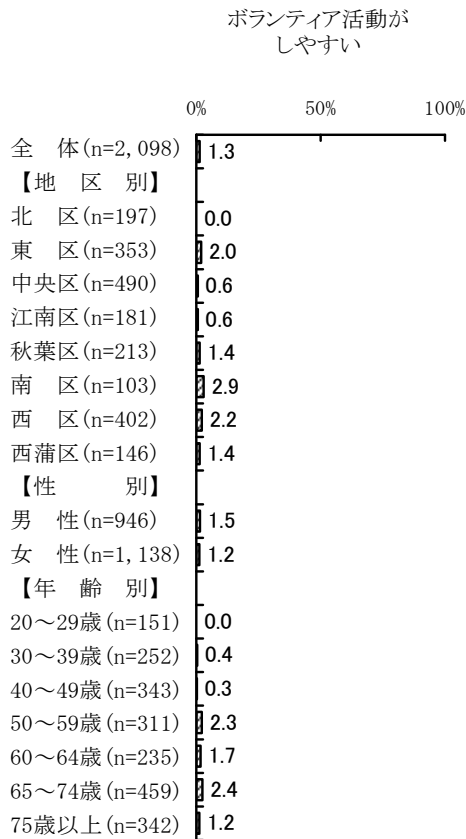 ボランティア活動が
しやすい
0% 50% 100%
全 体(n=2,098) 1.3
【地 区 別】
北 区(n=197) 0.0
東 区(n=353) 2.0
中央区(n=490) 0.6
江南区(n=181) 0.6
秋葉区(n=213) 1.4
南 区(n=103) 2.9
西 区(n=402) 2.2
西蒲区(n=146) 1.4
【性 別】
男 性(n=946) 1.5
女 性(n=1,138) 1.2
【年 齢 別】
20～29歳(n=151) 0.0
30～39歳(n=252) 0.4
40～49歳(n=343) 0.3
50～59歳(n=311) 2.3
60～64歳(n=235) 1.7
65～74歳(n=459) 2.4
75歳以上(n=342) 1.2